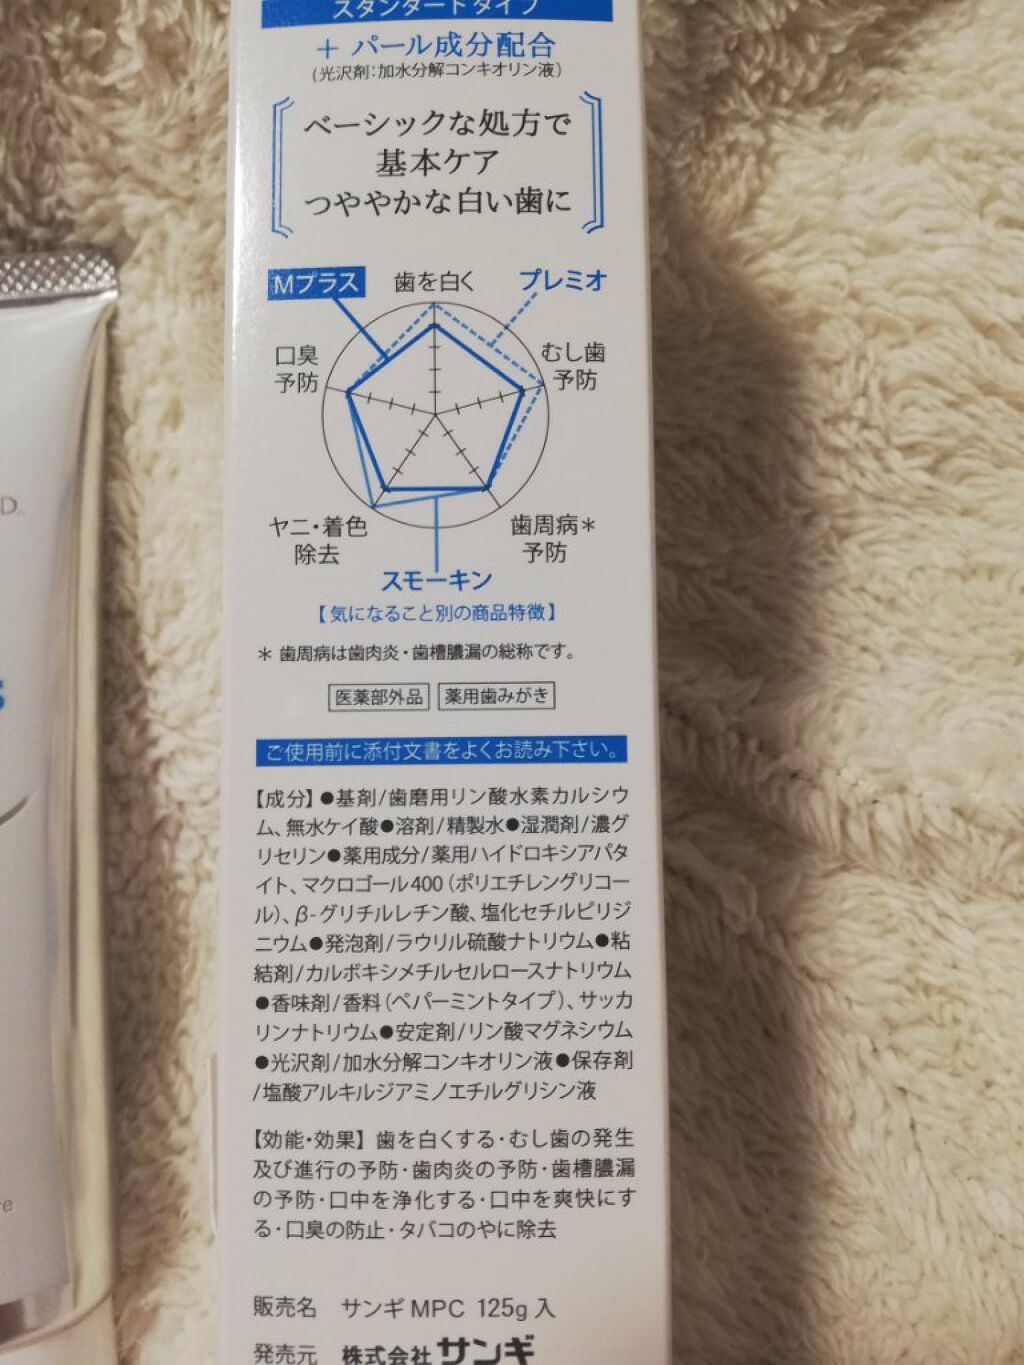 スタンダードタイプ
＋ パール成分配合
(光沢剤:加水分解コンキオリン液)
ベーシックな処方で
基本ケア
つややかな白い歯に
Mプラス
歯を白く
プレミオ
口臭
予防
むし歯
予防
ヤニ・着色
除去
歯周病＊
予防
スモーキン
【気になること別の商品特徴】
＊ 歯周病は歯肉炎・歯槽膿漏の総称です。
医薬部外品 薬用歯みがき
ご使用前に添付文書をよくお読み下さい。
【成分】●基剤/歯磨用リン酸水素カルシウ
ム、無水ケイ酸●溶剤/精製水●湿潤剤/濃グ
リセリン●薬用成分/薬用ハイドロキシアパタ
イト、マクロゴール400(ポリエチレングリコー
ル)、β-グリチルレチン酸、塩化セチルピリジ
ニウム●発泡剤/ラウリル硫酸ナトリウム●粘
結剤/カルボキシメチルセルロースナトリウム
●香味剤/香料(ペパーミントタイプ)、サッカ
リンナトリウム●安定剤/リン酸マグネシウム
●光沢剤/加水分解コンキオリン液●保存剤
/塩酸アルキルジアミノエチルグリシン液
【効能・効果】 歯を白くする・むし歯の発生
及び進行の予防・歯肉炎の予防・歯槽膿漏
の予防・口中を浄化する・口中を爽快にす
る・口臭の防止・タバコのやに除去
販売名 サンギMPC 125g入
発売元 株式会社サンギ